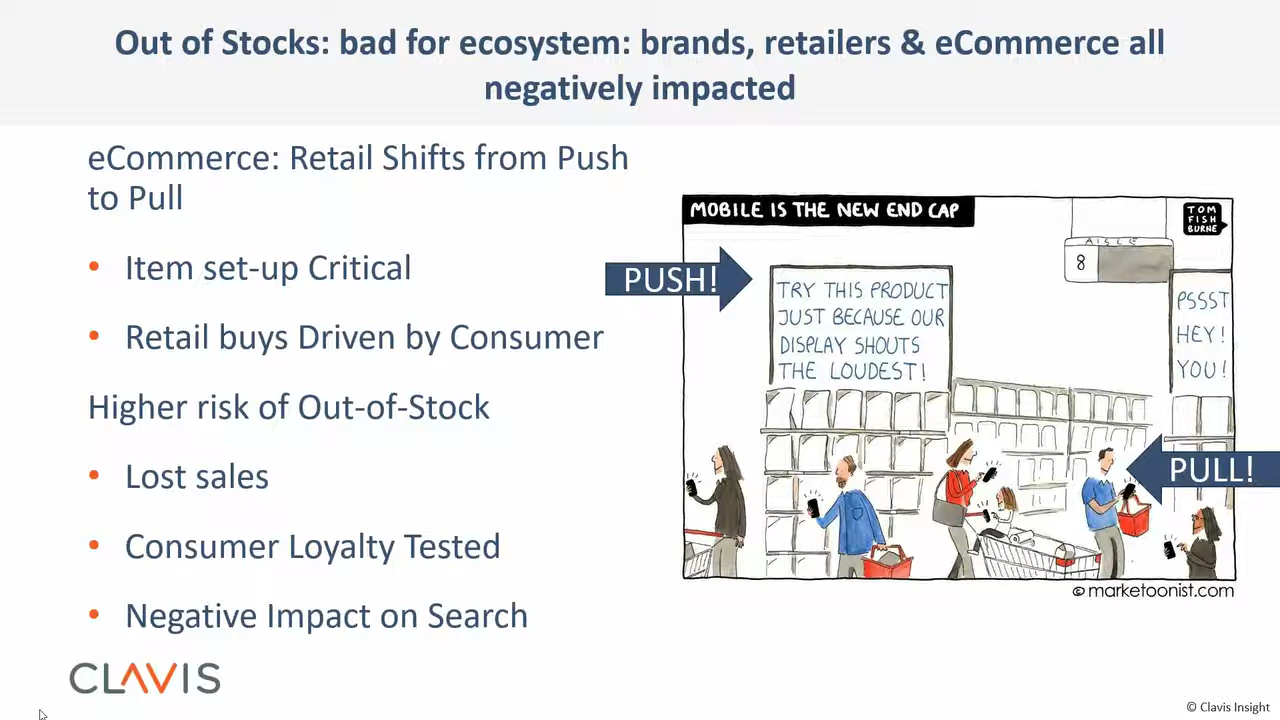 Out of Stocks: bad for ecosystem: brands, retailers & eCommerce all
negatively impacted
eCommerce: Retail Shifts from Push
to Pull
• Item set-up Critical
• Retail buys Driven by Consumer
Higher risk of Out-of-Stock
• Lost sales
• Consumer Loyalty Tested
• Negative Impact on Search
CLAVIS
MOBILE IS THE NEW END CAP
TOM
FISH
BURNE
PUSH!
TRY THIS PRODUCT
JUST BECAUSE OUR
DISPLAY SHOUTS
THE LOUDEST!
AISLE
8
PSSST
HEY!
YOU!
PULL!
© marketoonist.com
© Clavis Insight